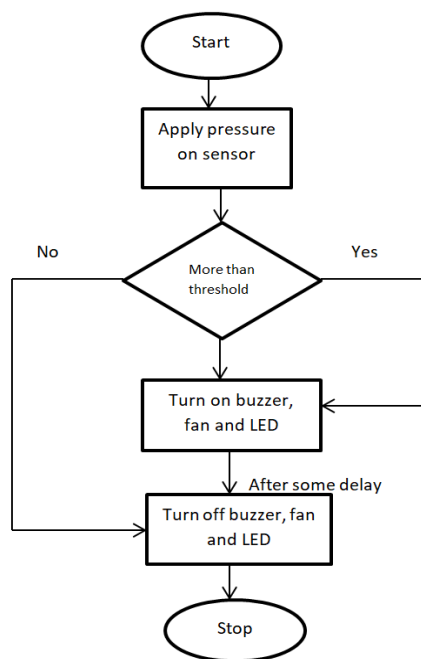 Start
Apply pressure
on sensor
No
Yes
More than
threshold
Turn on buzzer,
fan and LED
After some delay
Turn off buzzer, fan
and LED
Stop